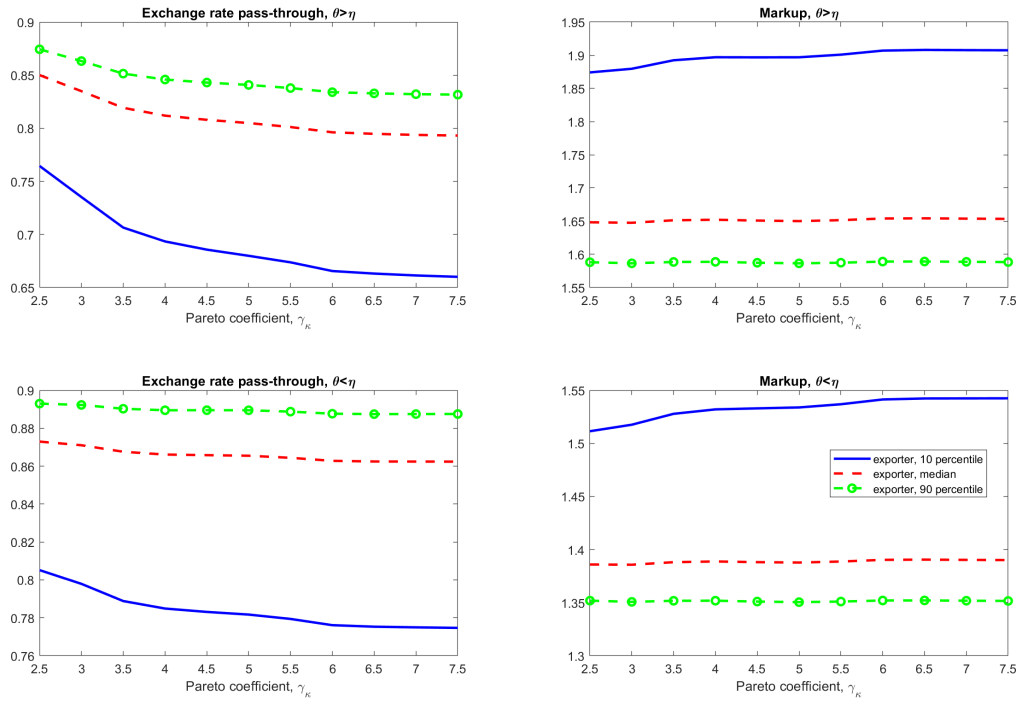 Exchange rate pass-through, θ>η
0.9
0.85
0.8
0.75
0.7
0.65
2.5 3 3.5 4 4.5 5 5.5 6 6.5 7 7.5
Pareto coefficient, γκ
Markup, θ>η
1.95
1.9
1.85
1.8
1.75
1.7
1.65
1.6
1.55
2.5 3 3.5 4 4.5 5 5.5 6 6.5 7 7.5
Pareto coefficient, γκ
Exchange rate pass-through, θ<η
0.9
0.88
0.86
0.84
0.82
0.8
0.78
0.76
2.5 3 3.5 4 4.5 5 5.5 6 6.5 7 7.5
Pareto coefficient, γκ
Markup, θ<η
1.55
1.5
1.45
1.4
1.35
1.3
exporter, 10 percentile
exporter, median
exporter, 90 percentile
2.5 3 3.5 4 4.5 5 5.5 6 6.5 7 7.5
Pareto coefficient, γκ